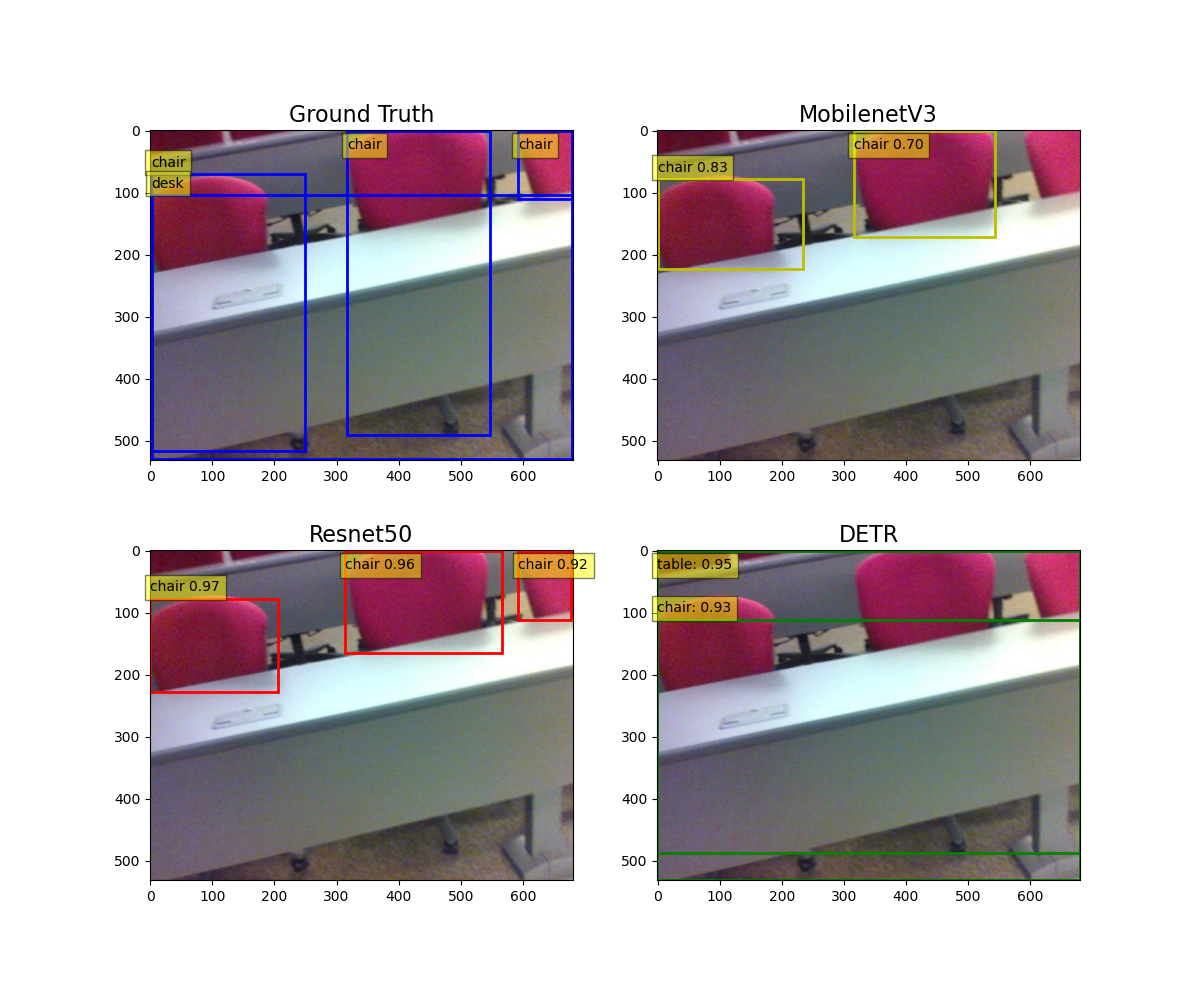 Ground Truth
MobilenetV3
0
100
200
300
400
500
0 100 200 300 400 500 600
chair
desk
chair
chair
0
100
200
300
400
500
0 100 200 300 400 500 600
chair 0.83
chair 0.70
Resnet50
DETR
0
100
200
300
400
500
0 100 200 300 400 500 600
chair 0.97
chair 0.96
chair 0.92
0
100
200
300
400
500
0 100 200 300 400 500 600
table: 0.95
chair: 0.93